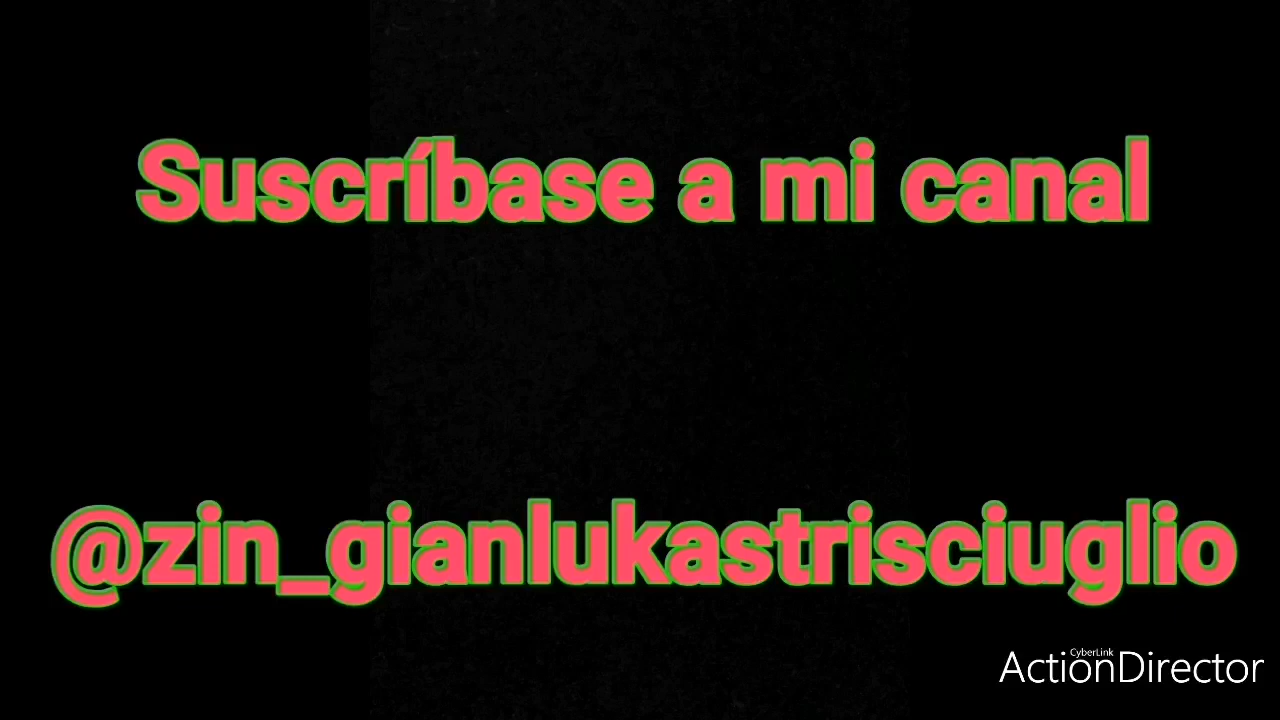 Suscríbase a mi canal
@zin_gianlukastrisciuglio
CyberLink
ActionDirector